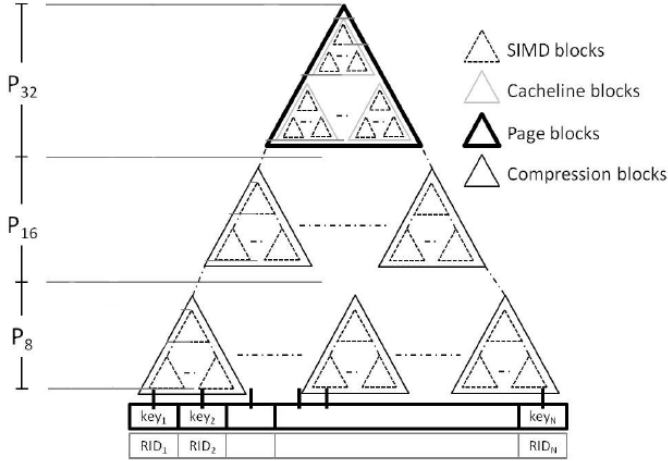 P32
P16
P8
SIMD blocks
Cacheline blocks
Page blocks
Compression blocks
key1 key2 keyN
RID1 RID2 RIDN